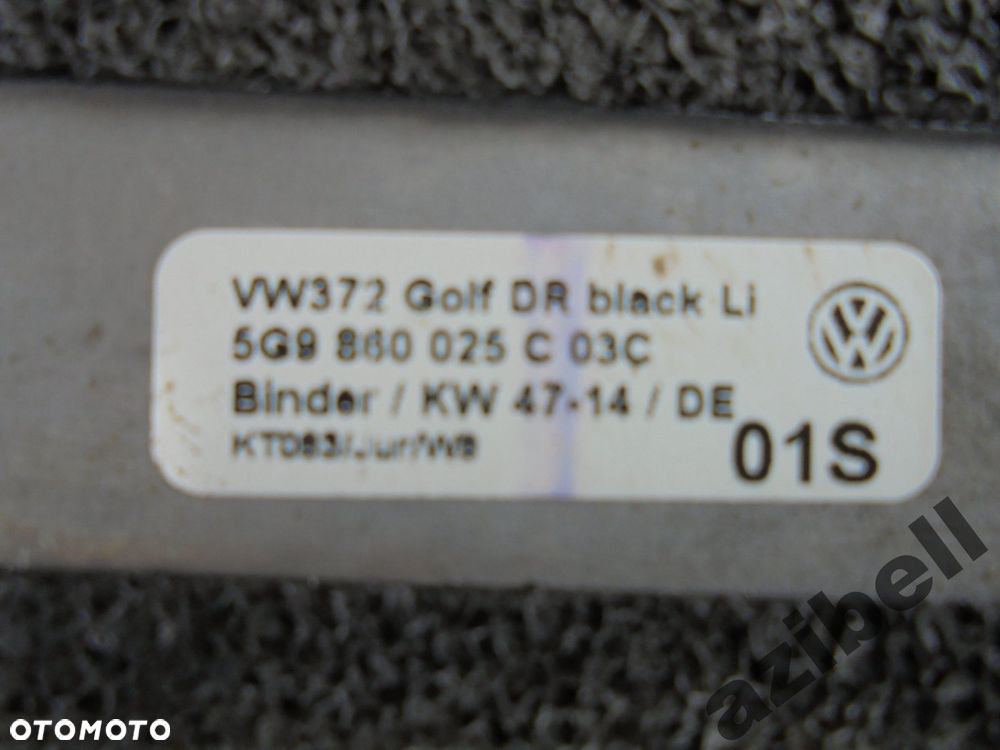 VW372 Golf DR black Li
5G9 860 025 C 03C
Binder / KW 47-14 / DE
01S
OTOMOTO
azibell